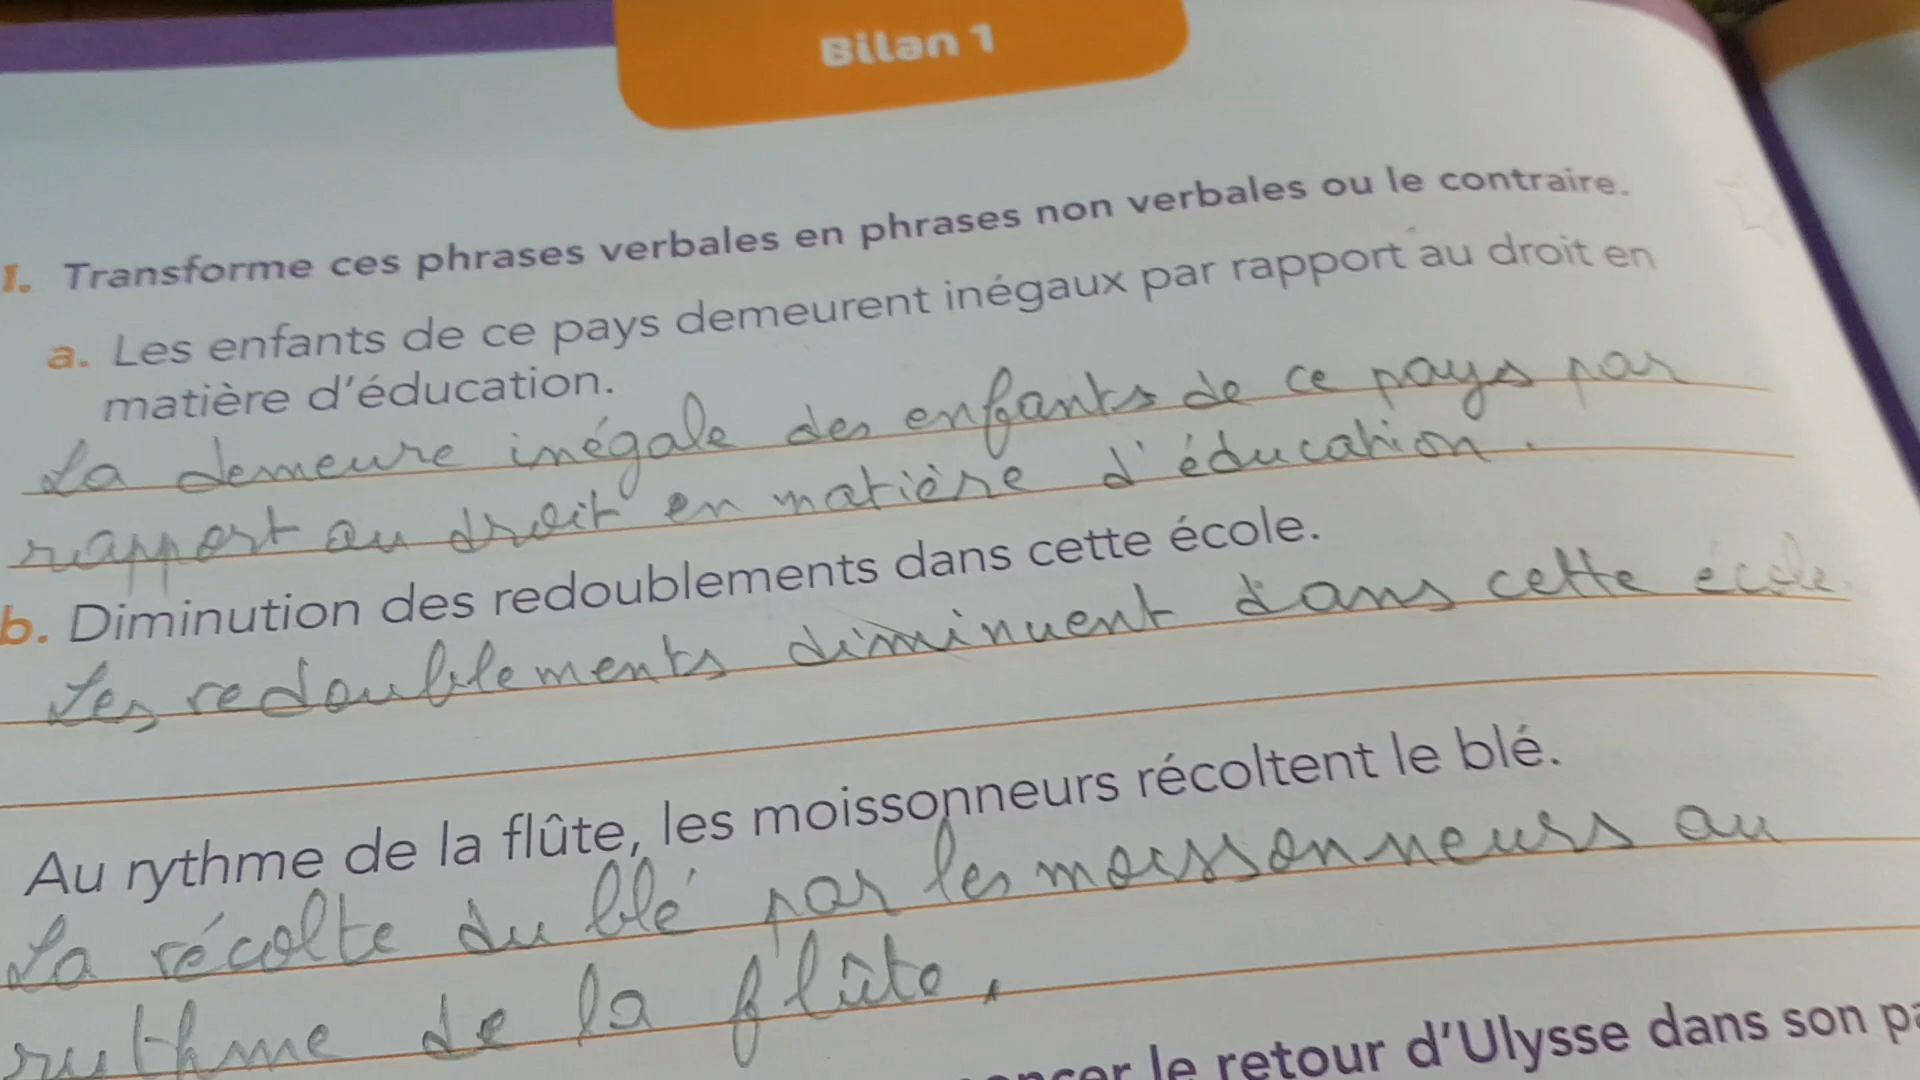 Bilan 1
1. Transforme ces phrases verbales en phrases non verbales ou le contraire.
a. Les enfants de ce pays demeurent inégaux par rapport au droit en
matière d'éducation.
La demeure inégale des enfants de ce pays par
rapport au droit en matière d'éducation.
b. Diminution des redoublements dans cette école.
Les redoublements diminuent dans cette école.
Au rythme de la flûte, les moissonneurs récoltent le blé.
La récolte du blé par les moissonneurs au
rythme de la flûte.
le retour d'Ulysse dans son